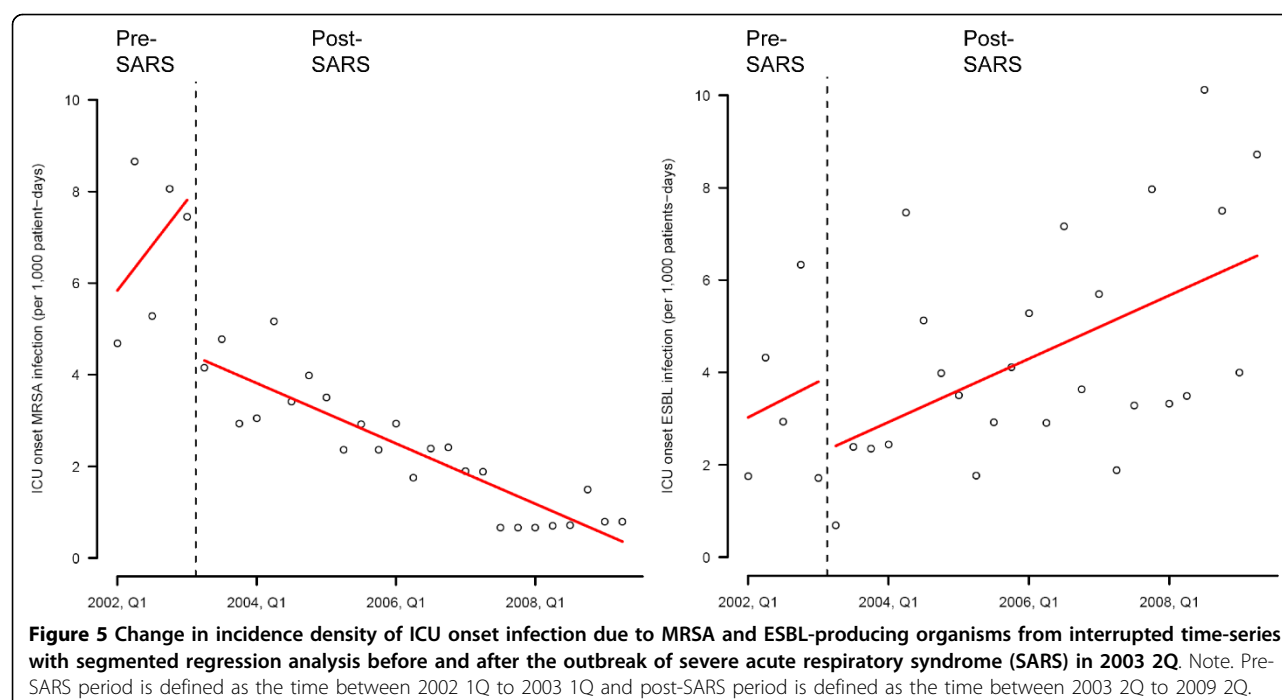 Pre-
SARS
Post-
SARS
ICU onset MRSA infection (per 1,000 patient−days)
10
8
6
4
2
0
2002, Q1
2004, Q1
2006, Q1
2008, Q1
Pre-
SARS
Post-
SARS
ICU onset ESBL infection (per 1,000 patients−days)
10
8
6
4
2
0
2002, Q1
2004, Q1
2006, Q1
2008, Q1
Figure 5 Change in incidence density of ICU onset infection due to MRSA and ESBL-producing organisms from interrupted time-series
with segmented regression analysis before and after the outbreak of severe acute respiratory syndrome (SARS) in 2003 2Q. Note. Pre-
SARS period is defined as the time between 2002 1Q to 2003 1Q and post-SARS period is defined as the time between 2003 2Q to 2009 2Q.